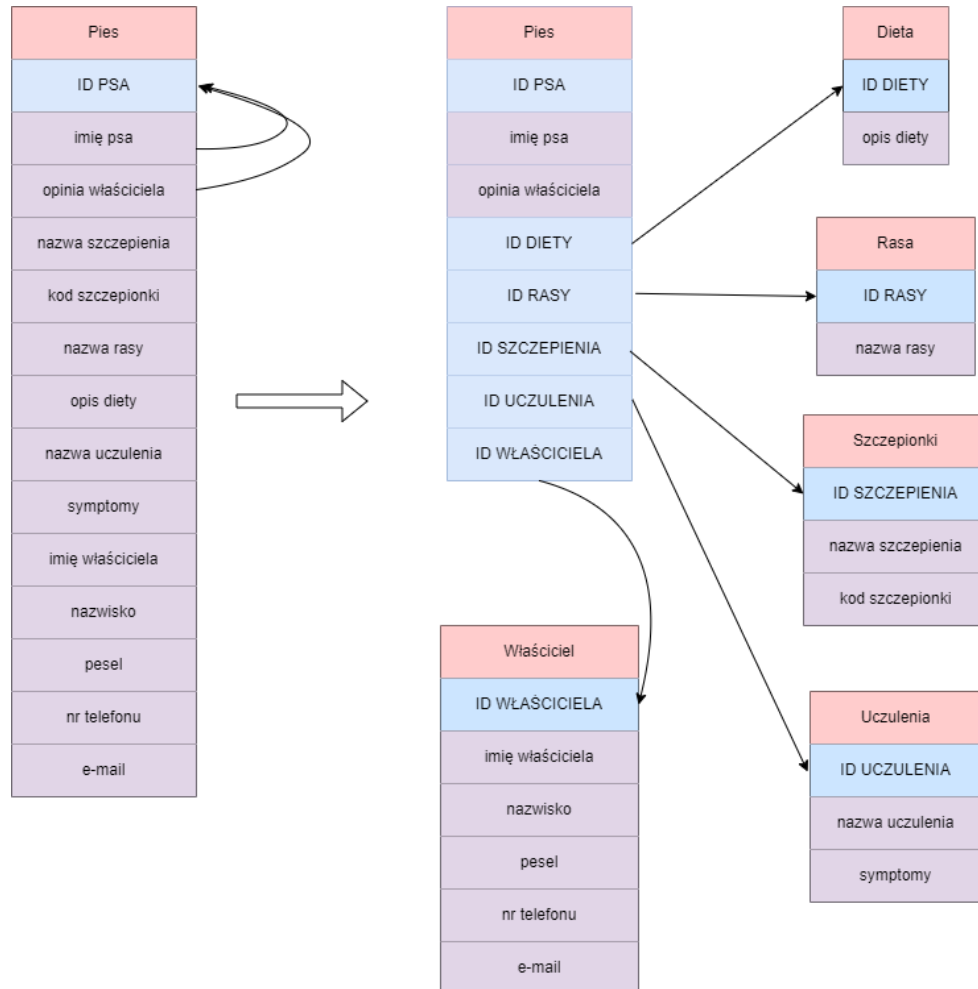 Pies
ID PSA
imię psa
opinia właściciela
nazwa szczepienia
kod szczepionki
nazwa rasy
opis diety
nazwa uczulenia
symptomy
imię właściciela
nazwisko
pesel
nr telefonu
e-mail
Pies
ID PSA
imię psa
opinia właściciela
ID DIETY
ID RASY
ID SZCZEPIENIA
ID UCZULENIA
ID WŁAŚCICIELA
Dieta
ID DIETY
opis diety
Rasa
ID RASY
nazwa rasy
Szczepionki
ID SZCZEPIENIA
nazwa szczepienia
kod szczepionki
Właściciel
ID WŁAŚCICIELA
imię właściciela
nazwisko
pesel
nr telefonu
e-mail
Uczulenia
ID UCZULENIA
nazwa uczulenia
symptomy